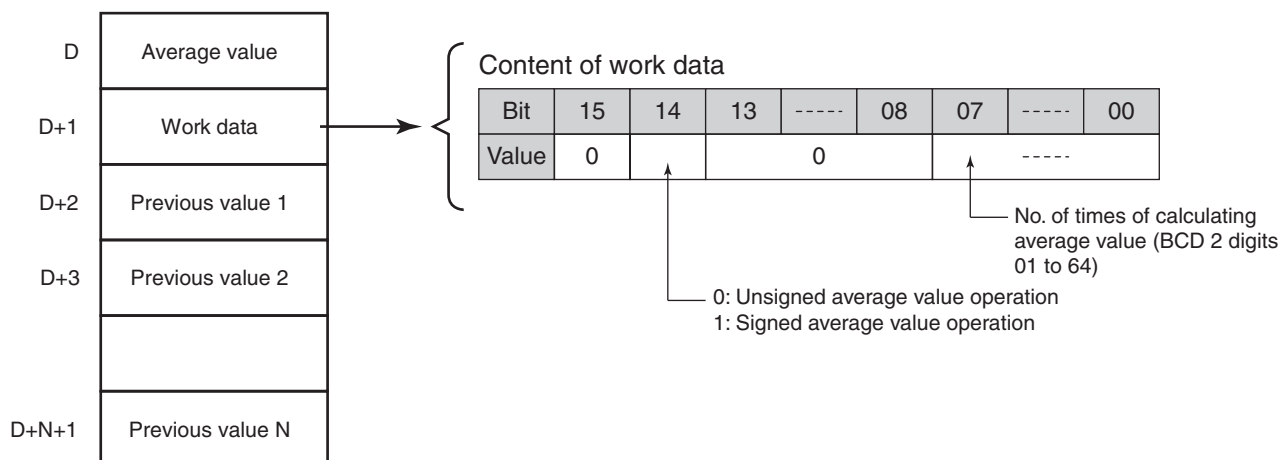 D Average value
D+1 Work data
D+2 Previous value 1
D+3 Previous value 2
D+N+1 Previous value N
Content of work data
Bit 15 14 13 ----- 08 07 ----- 00
Value 0 0 -----
No. of times of calculating
average value (BCD 2 digits
01 to 64)
0: Unsigned average value operation
1: Signed average value operation